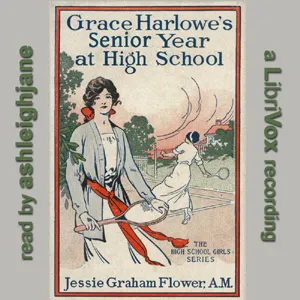 Grace Harlowe's
Senior Year
at High School
THE
HIGH SCHOOL GIRLS
SERIES
Jessie Graham Flower, A.M.
read by ashleighjane
a LibriVox recording